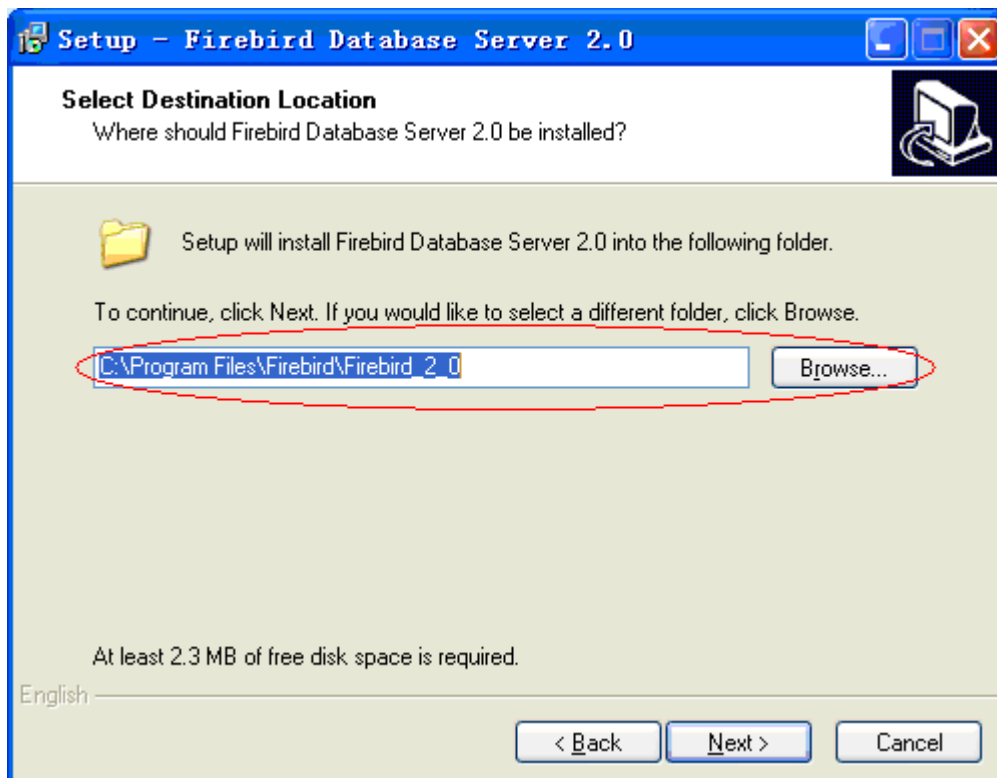 Setup - Firebird Database Server 2.0
Select Destination Location
Where should Firebird Database Server 2.0 be installed?
Setup will install Firebird Database Server 2.0 into the following folder.
To continue, click Next. If you would like to select a different folder, click Browse.
C:\Program Files\Firebird\Firebird_2_0
Browse...
At least 2.3 MB of free disk space is required.
English
< Back
Next >
Cancel